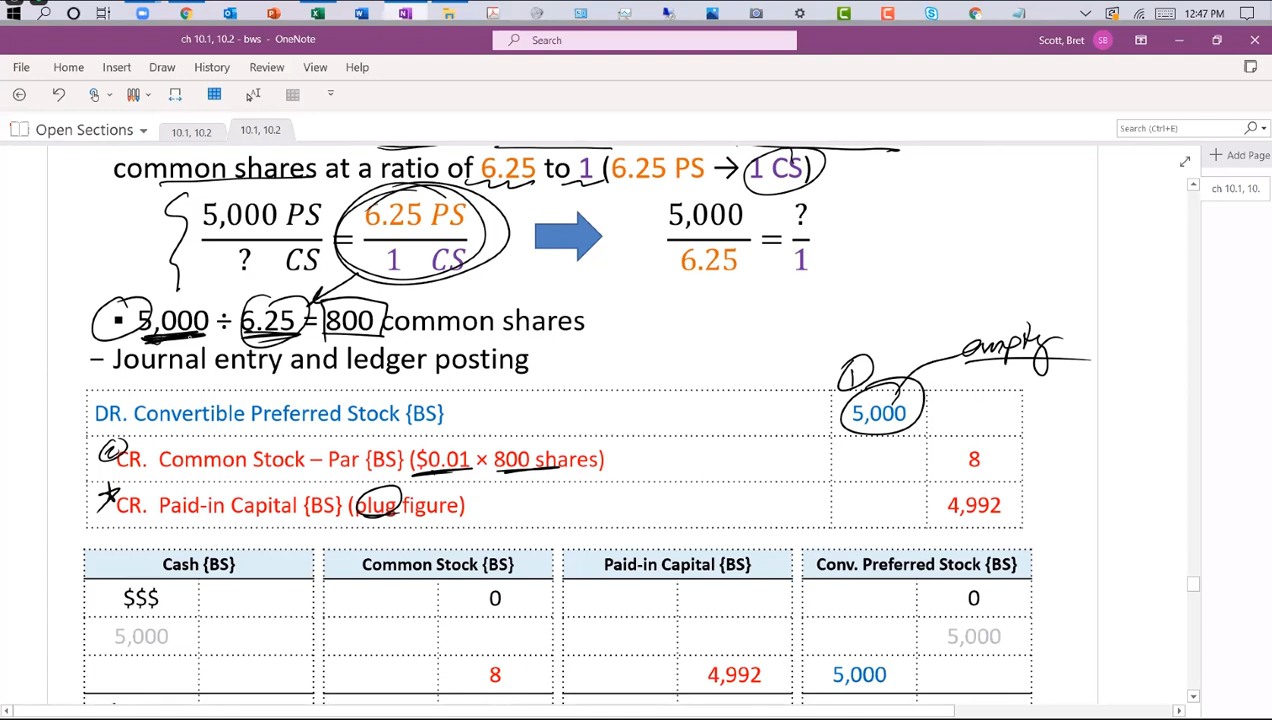 12:47 PM
ch 10.1, 10.2 - bws - OneNote
Search
Scott, Bret SB
File Home Insert Draw History Review View Help
Open Sections 10.1, 10.2 10.1, 10.2
Search (Ctrl+E)
Add Page
ch 10.1, 10.
common shares at a ratio of 6.25 to 1 (6.25 PS → 1 CS)
5,000 PS 6.25 PS 5,000 ?
= =
? CS 1 CS 6.25 1
▪ 5,000 ÷ 6.25 = 800 common shares
empty
− Journal entry and ledger posting
1
DR. Convertible Preferred Stock {BS} 5,000
CR. Common Stock – Par {BS} ($0.01 × 800 shares) 8
CR. Paid-in Capital {BS} (plug figure) 4,992
Cash {BS} Common Stock {BS} Paid-in Capital {BS} Conv. Preferred Stock {BS}
$$$ 0 0
5,000 5,000
8 4,992 5,000